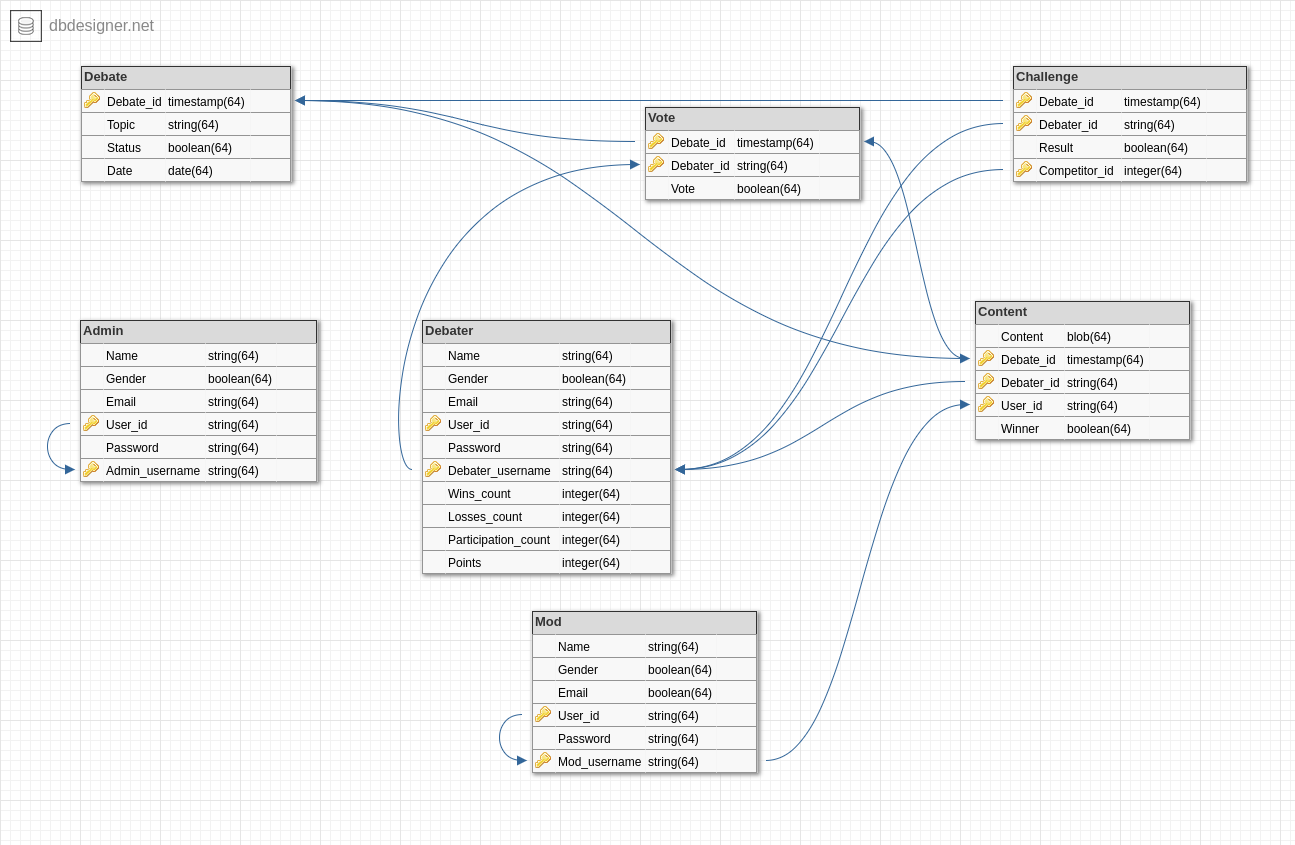 dbdesigner.net
Debate
Debate_id timestamp(64)
Topic string(64)
Status boolean(64)
Date date(64)
Vote
Debate_id timestamp(64)
Debater_id string(64)
Vote boolean(64)
Challenge
Debate_id timestamp(64)
Debater_id string(64)
Result boolean(64)
Competitor_id integer(64)
Admin
Name string(64)
Gender boolean(64)
Email string(64)
User_id string(64)
Password string(64)
Admin_username string(64)
Debater
Name string(64)
Gender boolean(64)
Email string(64)
User_id string(64)
Password string(64)
Debater_username string(64)
Wins_count integer(64)
Losses_count integer(64)
Participation_count integer(64)
Points integer(64)
Content
Content blob(64)
Debate_id timestamp(64)
Debater_id string(64)
User_id string(64)
Winner boolean(64)
Mod
Name string(64)
Gender boolean(64)
Email boolean(64)
User_id string(64)
Password string(64)
Mod_username string(64)